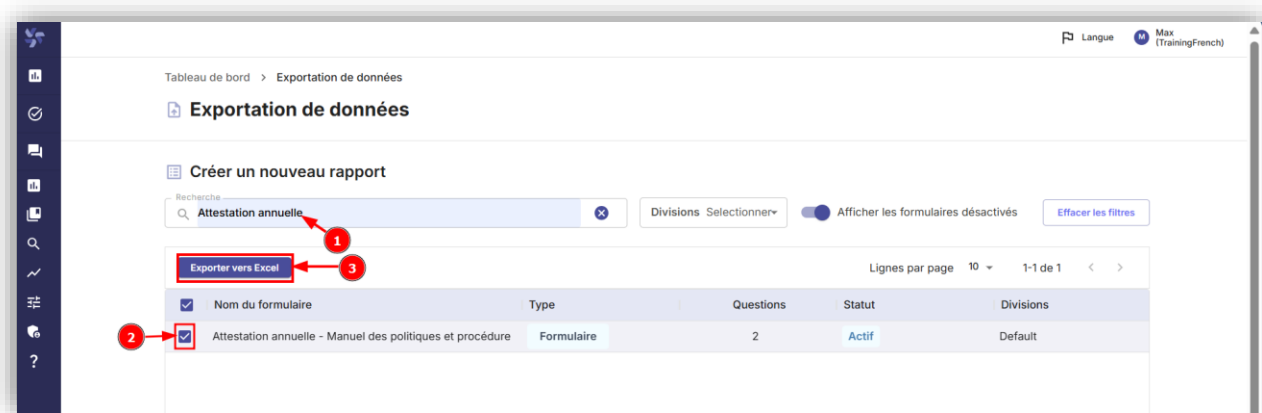 Langue
M
Max
(TrainingFrench)
Tableau de bord > Exportation de données
Exportation de données
Créer un nouveau rapport
Recherche
Attestation annuelle
Divisions Selectionner
Afficher les formulaires désactivés
Effacer les filtres
1
Exporter vers Excel
3
Lignes par page 10
1-1 de 1
Nom du formulaire Type Questions Statut Divisions
2
Attestation annuelle - Manuel des politiques et procédure Formulaire 2 Actif Default
?